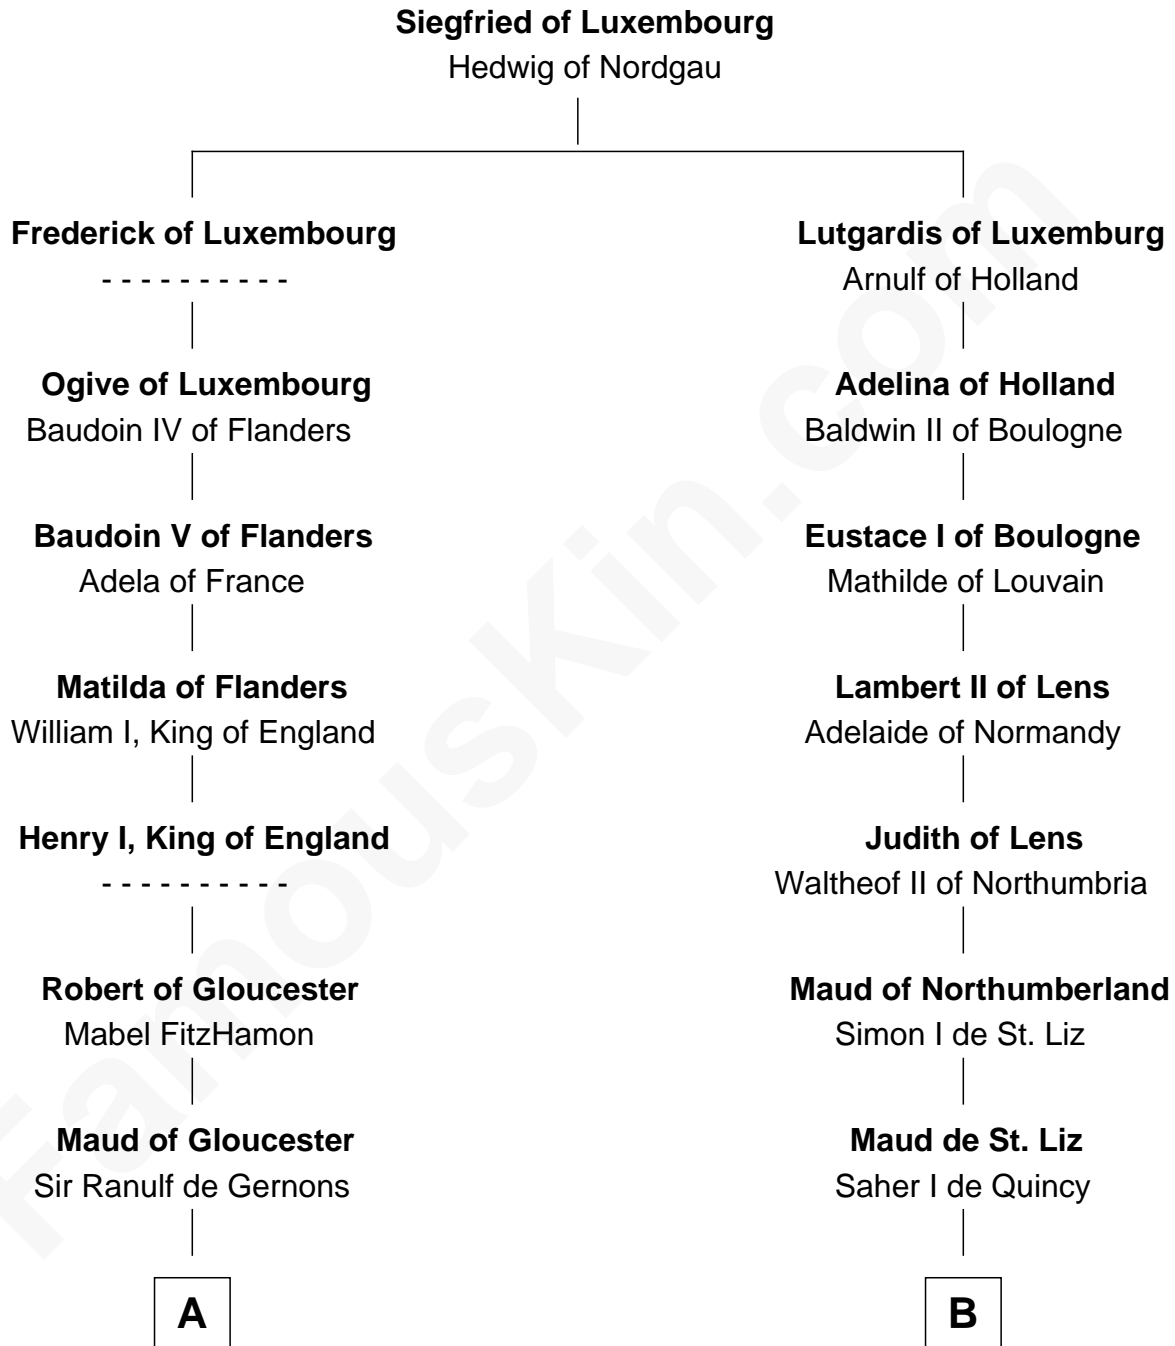 Siegfried of Luxembourg
Hedwig of Nordgau
Frederick of Luxembourg
- - - - - - - - - -
Lutgardis of Luxemburg
Arnulf of Holland
Ogive of Luxembourg
Baudoin IV of Flanders
Adelina of Holland
Baldwin II of Boulogne
Baudoin V of Flanders
Adela of France
Eustace I of Boulogne
Mathilde of Louvain
Matilda of Flanders
William I, King of England
Lambert II of Lens
Adelaide of Normandy
Henry I, King of England
- - - - - - - - - -
Judith of Lens
Waltheof II of Northumbria
Robert of Gloucester
Mabel FitzHamon
Maud of Northumberland
Simon I de St. Liz
Maud of Gloucester
Sir Ranulf de Gernons
Maud de St. Liz
Saher I de Quincy
A
B
FamousKin.com